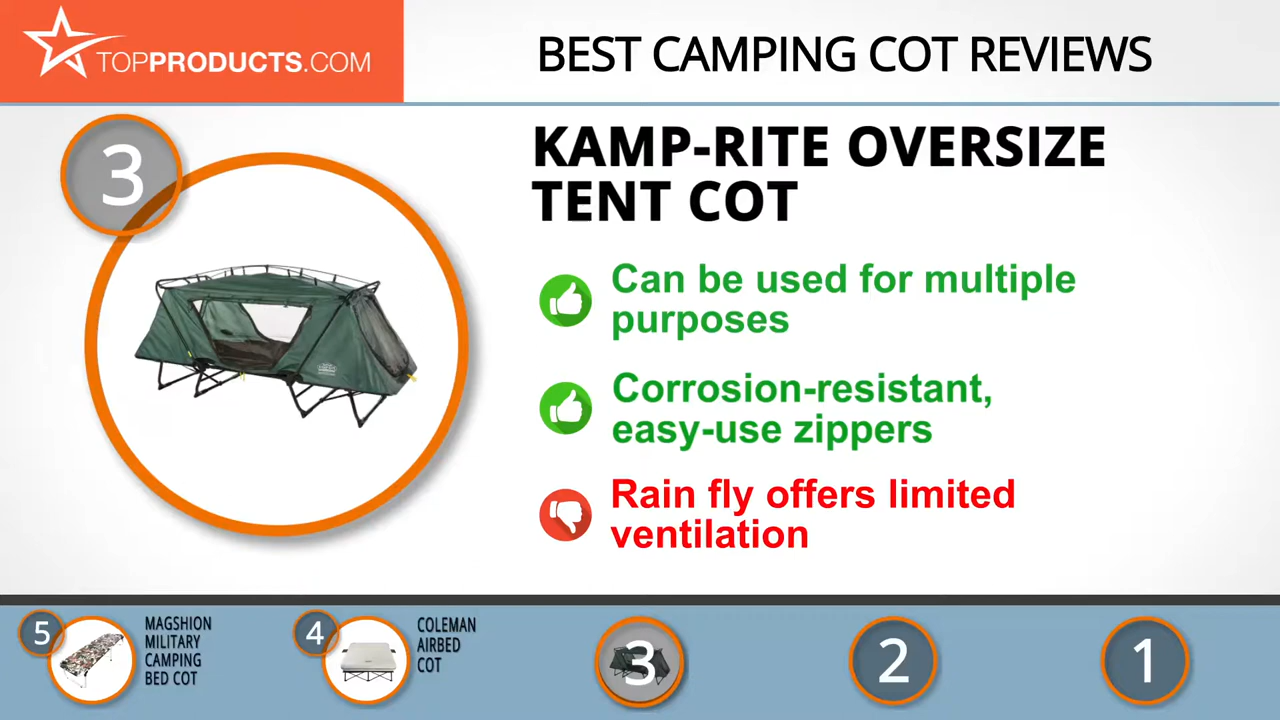 TOPPRODUCTS.COM
BEST CAMPING COT REVIEWS
3
KAMP-RITE OVERSIZE
TENT COT
Can be used for multiple
purposes
Corrosion-resistant,
easy-use zippers
Rain fly offers limited
ventilation
5
MAGSHION
MILITARY
CAMPING
BED COT
4
COLEMAN
AIRBED
COT
3
2
1